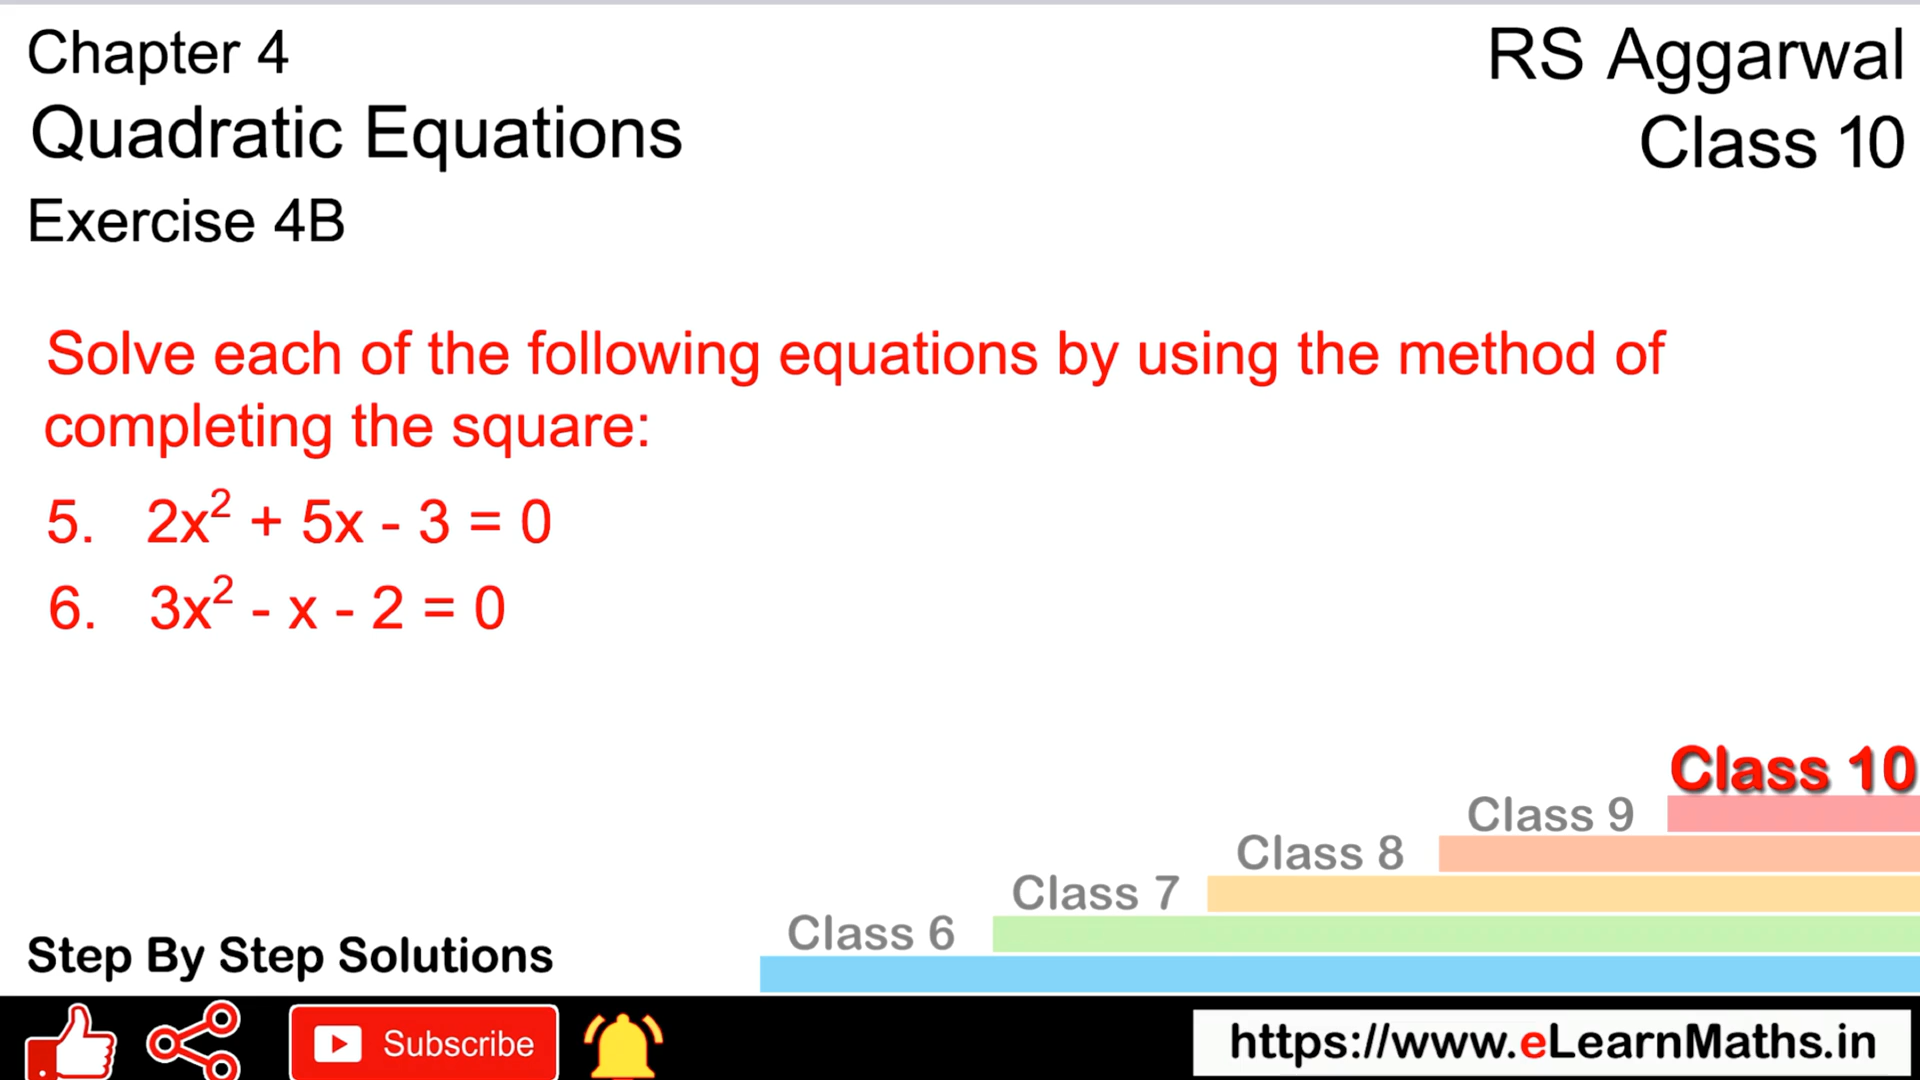 Chapter 4
RS Aggarwal
Quadratic Equations
Class 10
Exercise 4B
Solve each of the following equations by using the method of
completing the square:
5. 2x² + 5x - 3 = 0
6. 3x² - x - 2 = 0
Class 10
Class 9
Class 8
Class 7
Class 6
Step By Step Solutions
Subscribe
https://www.eLearnMaths.in